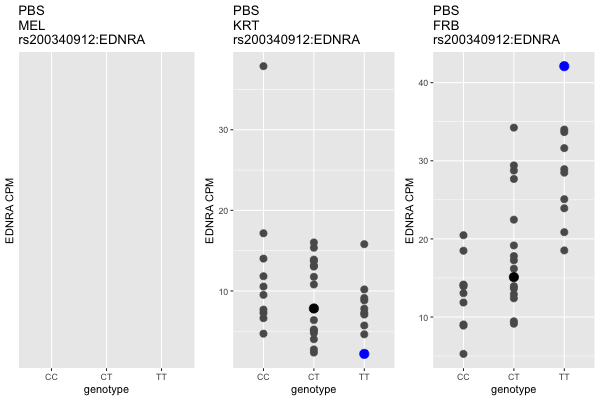 PBS
MEL
rs200340912:EDNRA
EDNRA CPM
CC CT TT
genotype
PBS
KRT
rs200340912:EDNRA
EDNRA CPM
30
20
10
CC CT TT
genotype
PBS
FRB
rs200340912:EDNRA
EDNRA CPM
40
30
20
10
CC CT TT
genotype